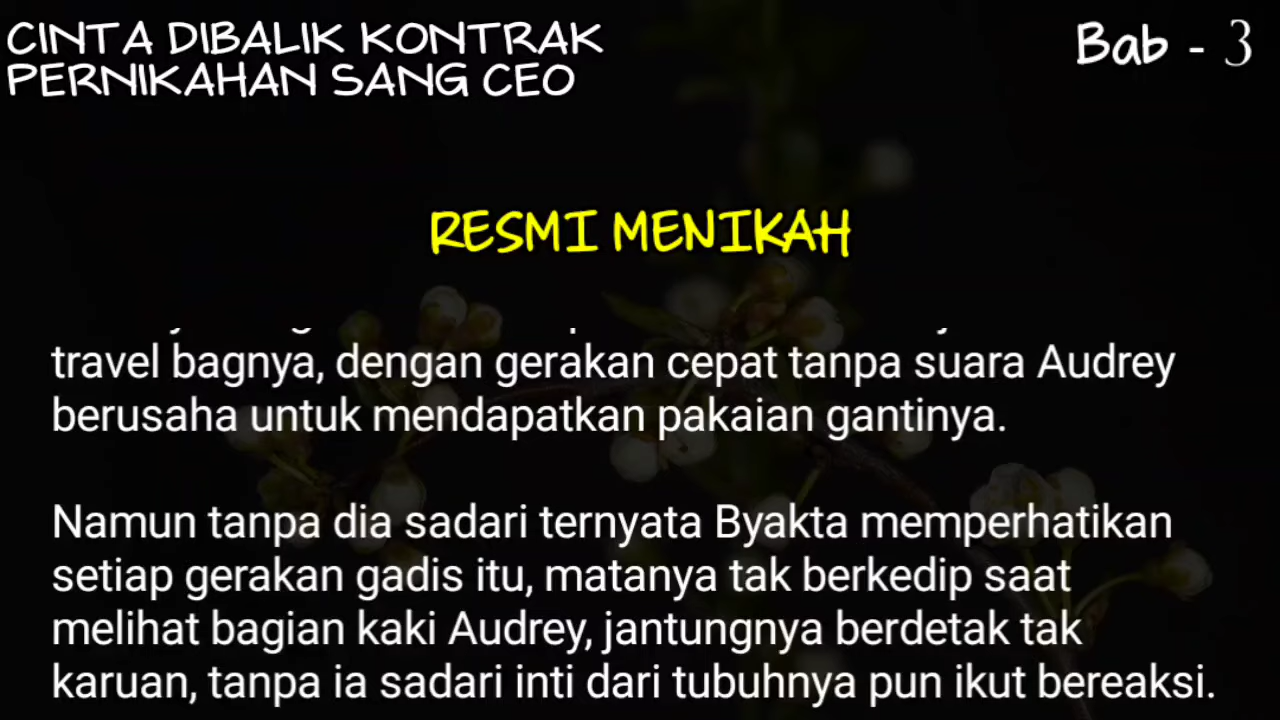 CINTA DIBALIK KONTRAK
PERNIKAHAN SANG CEO
Bab - 3
RESMI MENIKAH
travel bagnya, dengan gerakan cepat tanpa suara Audrey
berusaha untuk mendapatkan pakaian gantinya.
Namun tanpa dia sadari ternyata Byakta memperhatikan
setiap gerakan gadis itu, matanya tak berkedip saat
melihat bagian kaki Audrey, jantungnya berdetak tak
karuan, tanpa ia sadari inti dari tubuhnya pun ikut bereaksi.